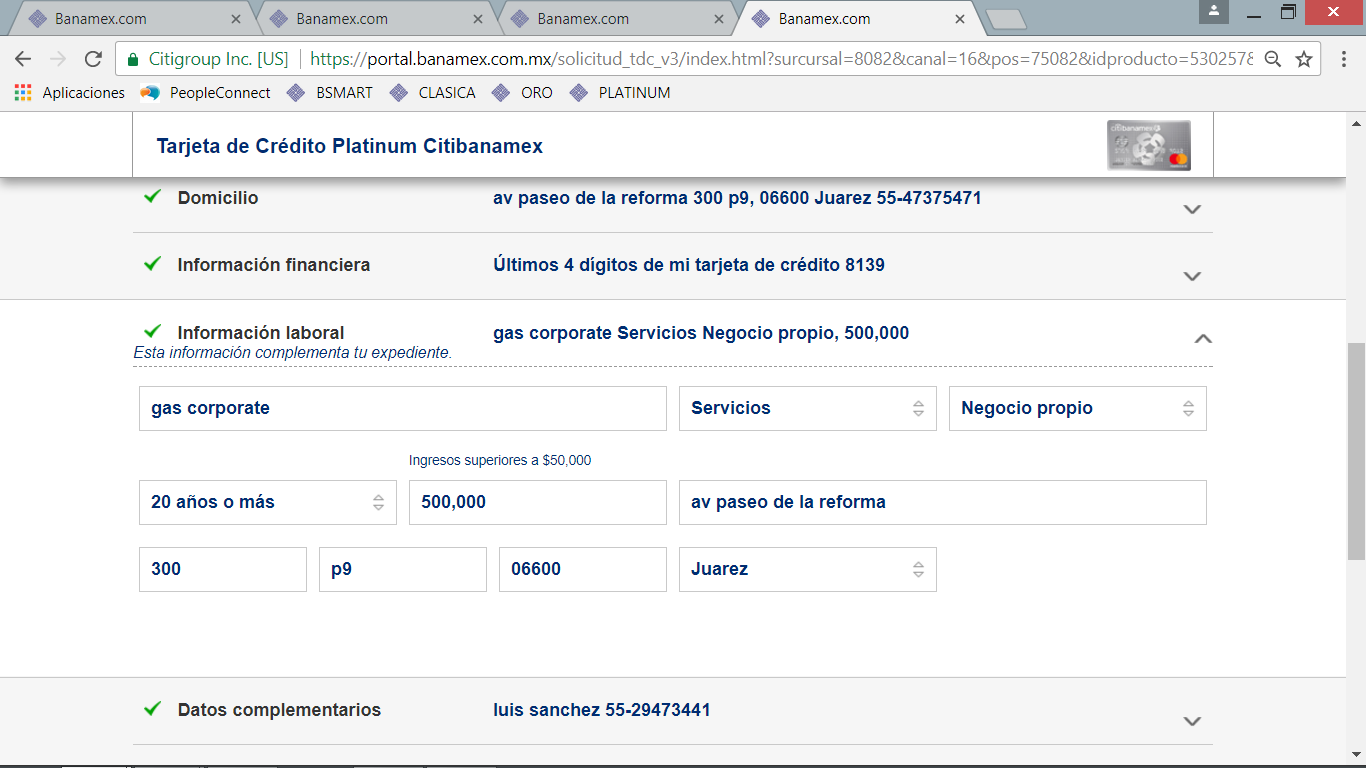 Banamex.com
Banamex.com
Banamex.com
Banamex.com
Citigroup Inc. [US] https://portal.banamex.com.mx/solicitud_tdc_v3/index.html?sursursal=8082&canal=16&pos=75082&idproducto=530257&
Aplicaciones PeopleConnect BSMART CLASICA ORO PLATINUM
Tarjeta de Crédito Platinum Citibanamex
citibanamex
Domicilio av paseo de la reforma 300 p9, 06600 Juarez 55-47375471
Información financiera Últimos 4 dígitos de mi tarjeta de crédito 8139
Información laboral gas corporate Servicios Negocio propio, 500,000
Esta información complementa tu expediente.
gas corporate Servicios Negocio propio
Ingresos superiores a $50,000
20 años o más 500,000 av paseo de la reforma
300 p9 06600 Juarez
Datos complementarios luis sanchez 55-29473441